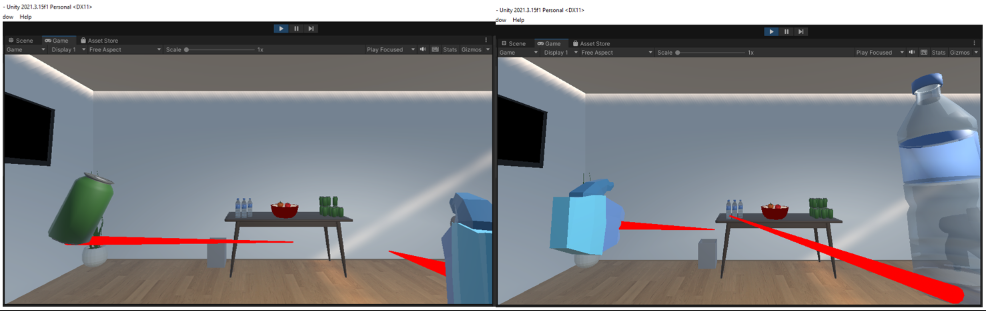 - Unity 2021.3.19f1 Personal <DX11>
dow Help
Scene Game Asset Store
Game Display 1 Free Aspect Scale 1x Play Focused Stats Gizmos
- Unity 2021.3.19f1 Personal <DX11>
dow Help
Scene Game Asset Store
Game Display 1 Free Aspect Scale 1x Play Focused Stats Gizmos